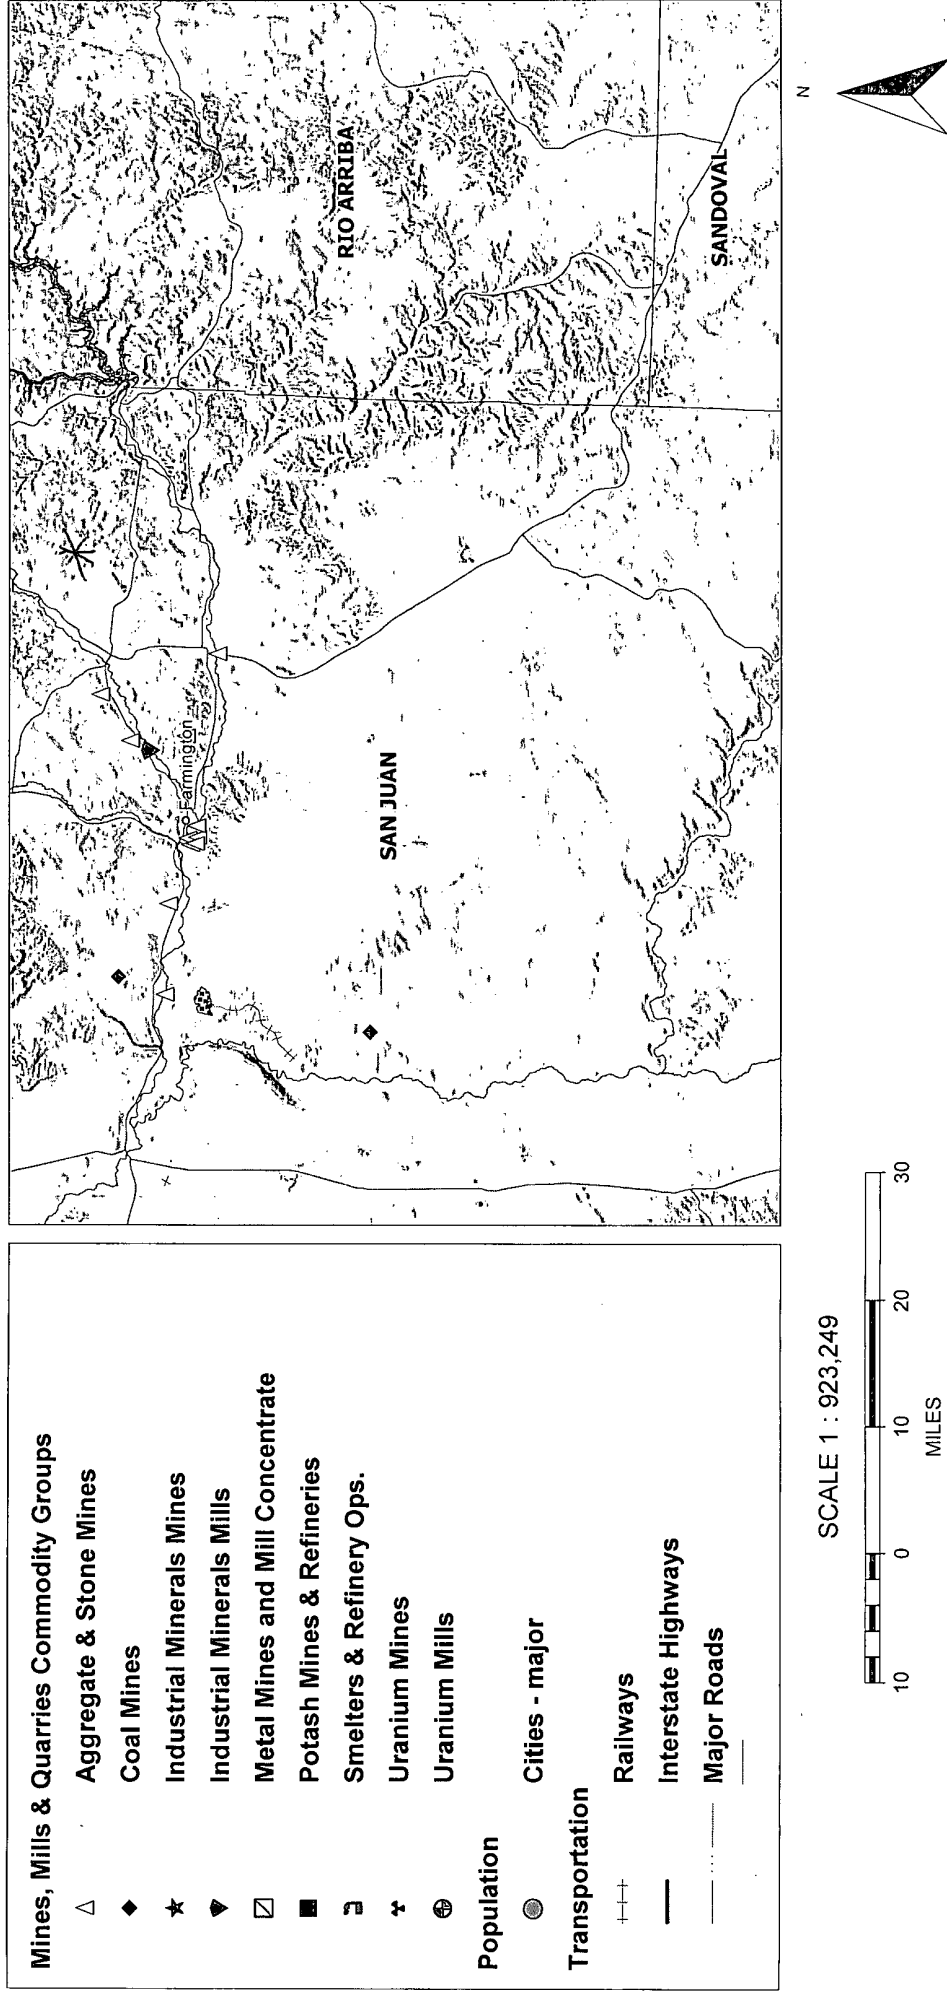 Mines, Mills & Quarries Commodity Groups
Aggregate & Stone Mines
Coal Mines
Industrial Minerals Mines
Industrial Minerals Mills
Metal Mines and Mill Concentrate
Potash Mines & Refineries
Smelters & Refinery Ops.
Uranium Mines
Uranium Mills
Population
Cities - major
Transportation
Railways
Interstate Highways
Major Roads
Farmington
SAN JUAN
RIO ARRIBA
SANDOVAL
N
SCALE 1 : 923,249
10 0 10 20 30
MILES